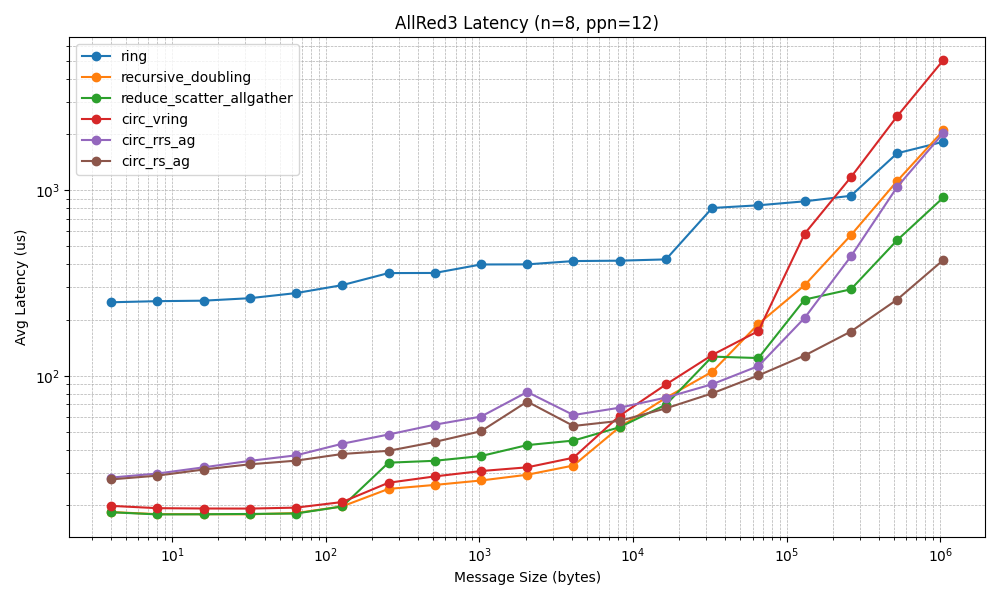 AllRed3 Latency (n=8, ppn=12)
ring
recursive_doubling
reduce_scatter_allgather
circ_vring
circ_rrs_ag
circ_rs_ag
Avg Latency (us)
10³
10²
10¹ 10² 10³ 10⁴ 10⁵ 10⁶
Message Size (bytes)